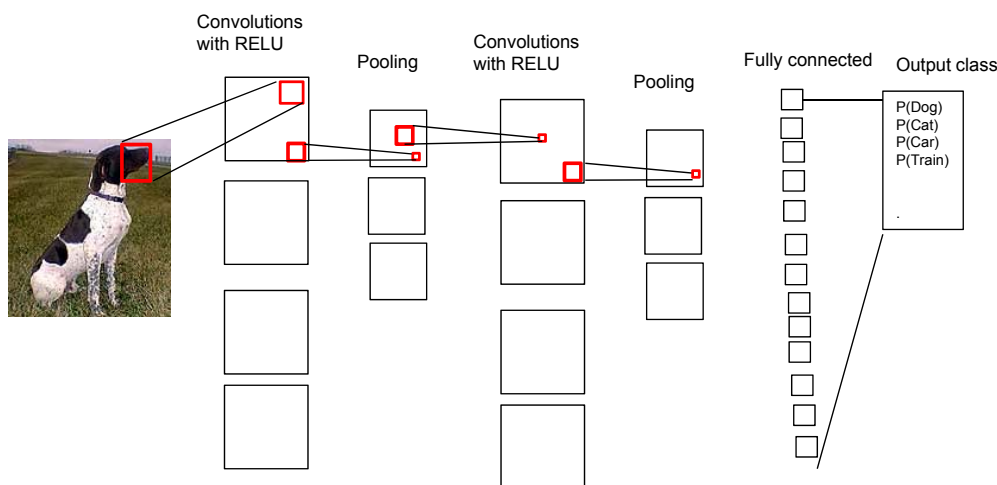 Convolutions
with RELU
Pooling
Convolutions
with RELU
Pooling
Fully connected
Output class
P(Dog)
P(Cat)
P(Car)
P(Train)
.